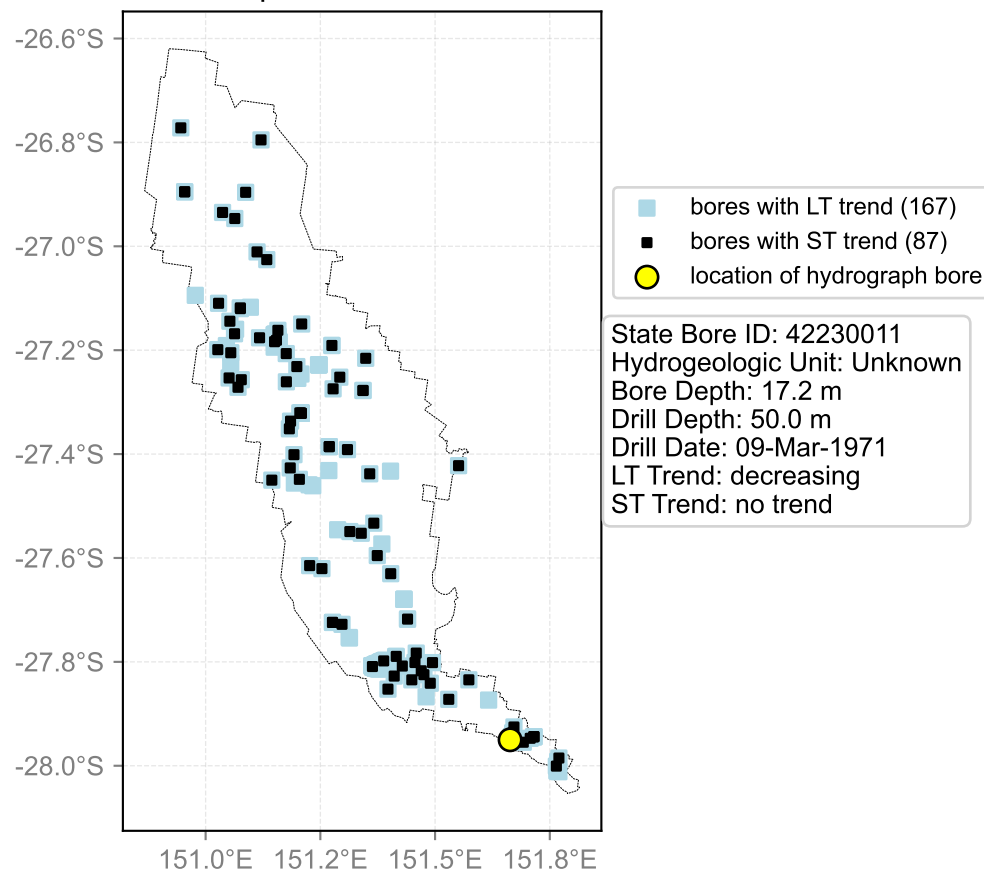 -26.6°S
-26.8°S
-27.0°S
-27.2°S
-27.4°S
-27.6°S
-27.8°S
-28.0°S
151.0°E
151.2°E
151.5°E
151.8°E
bores with LT trend (167)
bores with ST trend (87)
location of hydrograph bore
State Bore ID: 42230011
Hydrogeologic Unit: Unknown
Bore Depth: 17.2 m
Drill Depth: 50.0 m
Drill Date: 09-Mar-1971
LT Trend: decreasing
ST Trend: no trend